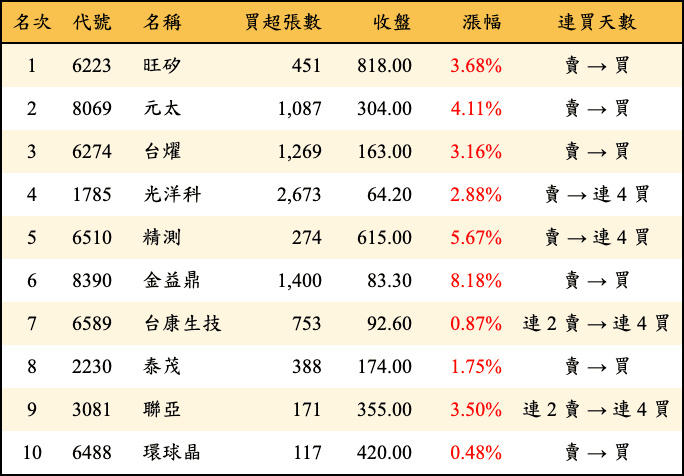 名次 代號 名稱 買超張數 收盤 漲幅 連買天數
1 6223 旺矽 451 818.00 3.68% 賣 → 買
2 8069 元太 1,087 304.00 4.11% 賣 → 買
3 6274 台燿 1,269 163.00 3.16% 賣 → 買
4 1785 光洋科 2,673 64.20 2.88% 賣 → 連 4 買
5 6510 精測 274 615.00 5.67% 賣 → 連 4 買
6 8390 金益鼎 1,400 83.30 8.18% 賣 → 買
7 6589 台康生技 753 92.60 0.87% 連 2 賣 → 連 4 買
8 2230 泰茂 388 174.00 1.75% 賣 → 買
9 3081 聯亞 171 355.00 3.50% 連 2 賣 → 連 4 買
10 6488 環球晶 117 420.00 0.48% 賣 → 買